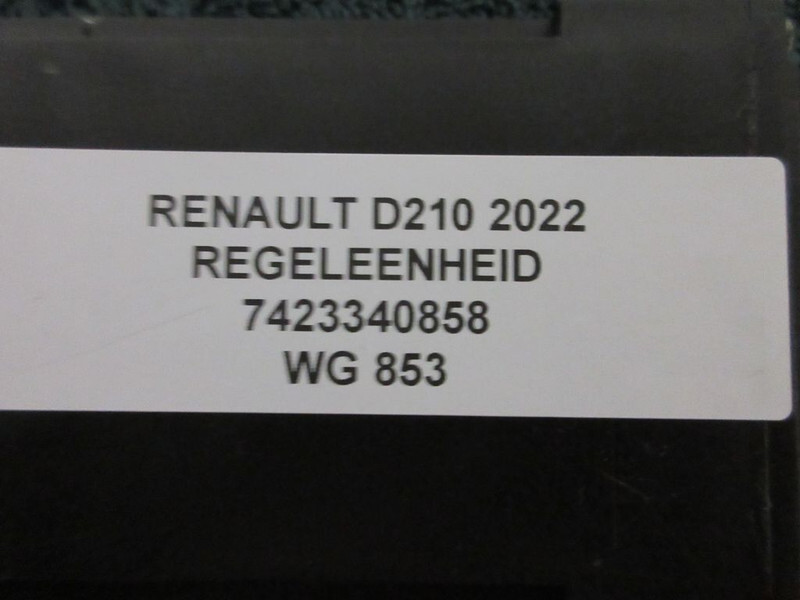 RENAULT D210 2022
REGELEENHEID
7423340858
WG 853